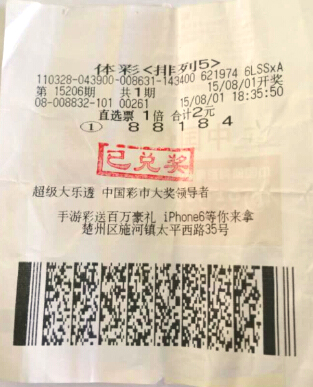 体彩<排列5>
110328-043900-008631-143400 621974 6LSSxA
第 15206期 共1期 15/08/01开奖
08-008832-101 00261 15/08/01 18:35:50
直选票 1倍 合计2元
① 8 8 1 8 4
已兑奖
超级大乐透 中国彩市大奖领导者
手游彩送百万豪礼 iPhone6等你来拿
楚州区施河镇太平西路35号